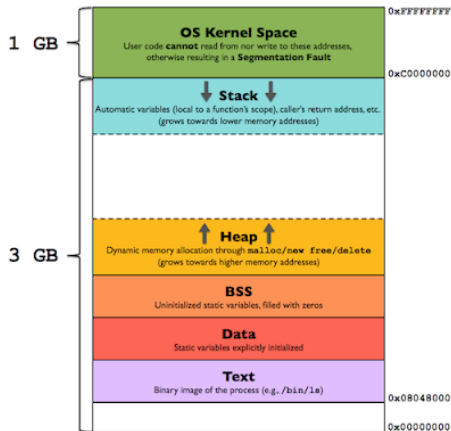 0xFFFFFFFF
1 GB
OS Kernel Space
User code cannot read from nor write to these addresses,
otherwise resulting in a Segmentation Fault
0xC0000000
Stack
Automatic variables (local to a function's scope), caller's return address, etc.
(grows towards lower memory addresses)
3 GB
Heap
Dynamic memory allocation through malloc/new free/delete
(grows towards higher memory addresses)
BSS
Uninitialized static variables, filled with zeros
Data
Static variables explicitly initialized
Text
Binary image of the process (e.g., /bin/ls)
0x08048000
0x00000000